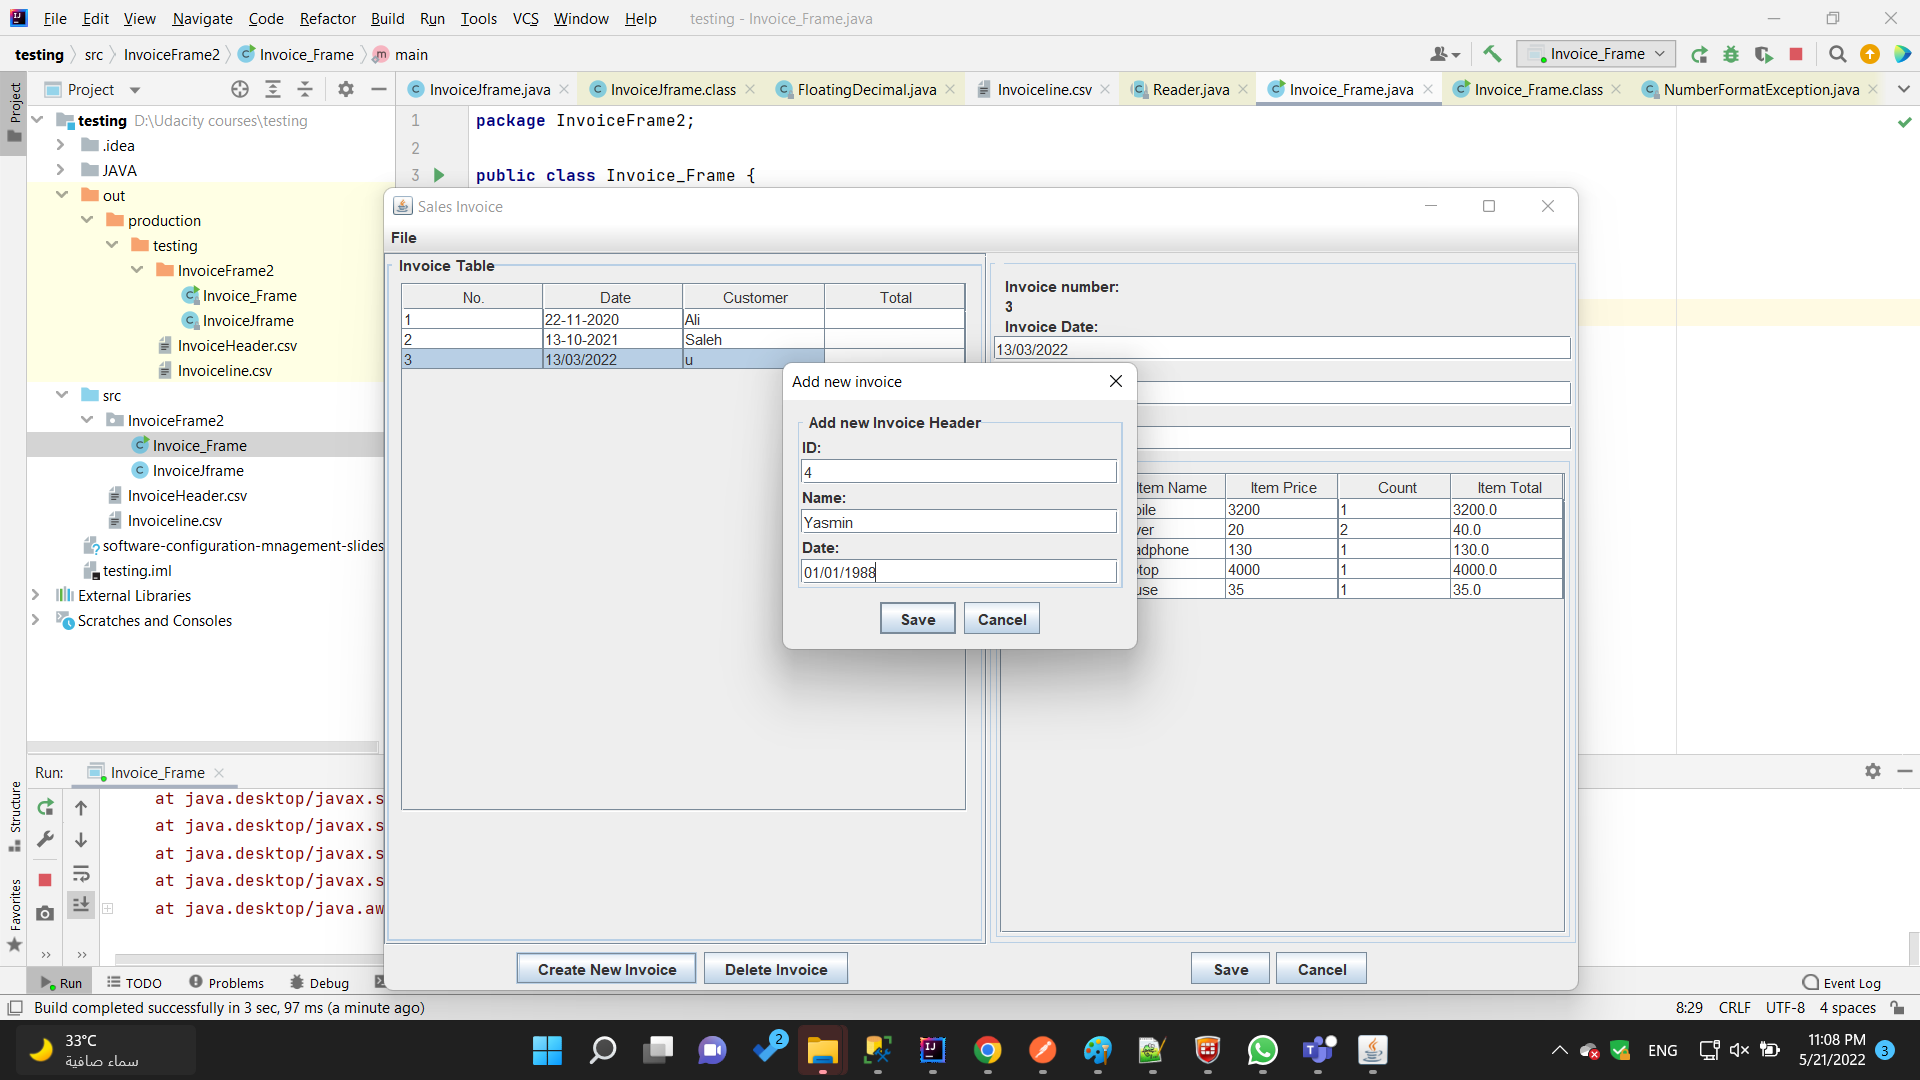 File Edit View Navigate Code Refactor Build Run Tools VCS Window Help testing - Invoice_Frame.java
testing src InvoiceFrame2 Invoice_Frame main Invoice_Frame
Project
Project
InvoiceJframe.java InvoiceJframe.class FloatingDecimal.java Invoiceline.csv Reader.java Invoice_Frame.java Invoice_Frame.class NumberFormatException.java
testing D:\Udacity courses\testing
.idea
JAVA
out
production
testing
InvoiceFrame2
Invoice_Frame
InvoiceJframe
InvoiceHeader.csv
Invoiceline.csv
src
InvoiceFrame2
Invoice_Frame
InvoiceJframe
InvoiceHeader.csv
Invoiceline.csv
software-configuration-mnagement-slides
testing.iml
External Libraries
Scratches and Consoles
1 package InvoiceFrame2;
2
3 public class Invoice_Frame {
Sales Invoice
File
Invoice Table
No. Date Customer Total
1 22-11-2020 Ali
2 13-10-2021 Saleh
3 13/03/2022 u
Invoice number:
3
Invoice Date:
13/03/2022
Item Name Item Price Count Item Total
3200 1 3200.0
20 2 40.0
130 1 130.0
4000 1 4000.0
35 1 35.0
Add new invoice
Add new Invoice Header
ID:
4
Name:
Yasmin
Date:
01/01/1988
Save Cancel
Create New Invoice Delete Invoice Save Cancel
Run: Invoice_Frame
Structure
Favorites
at java.desktop/javax.s
at java.desktop/javax.s
at java.desktop/javax.s
at java.desktop/javax.s
at java.desktop/java.aw
Run TODO Problems Debug Event Log
Build completed successfully in 3 sec, 97 ms (a minute ago) 8:29 CRLF UTF-8 4 spaces
33°C
سماء صافية
2
ENG
11:08 PM
5/21/2022
3